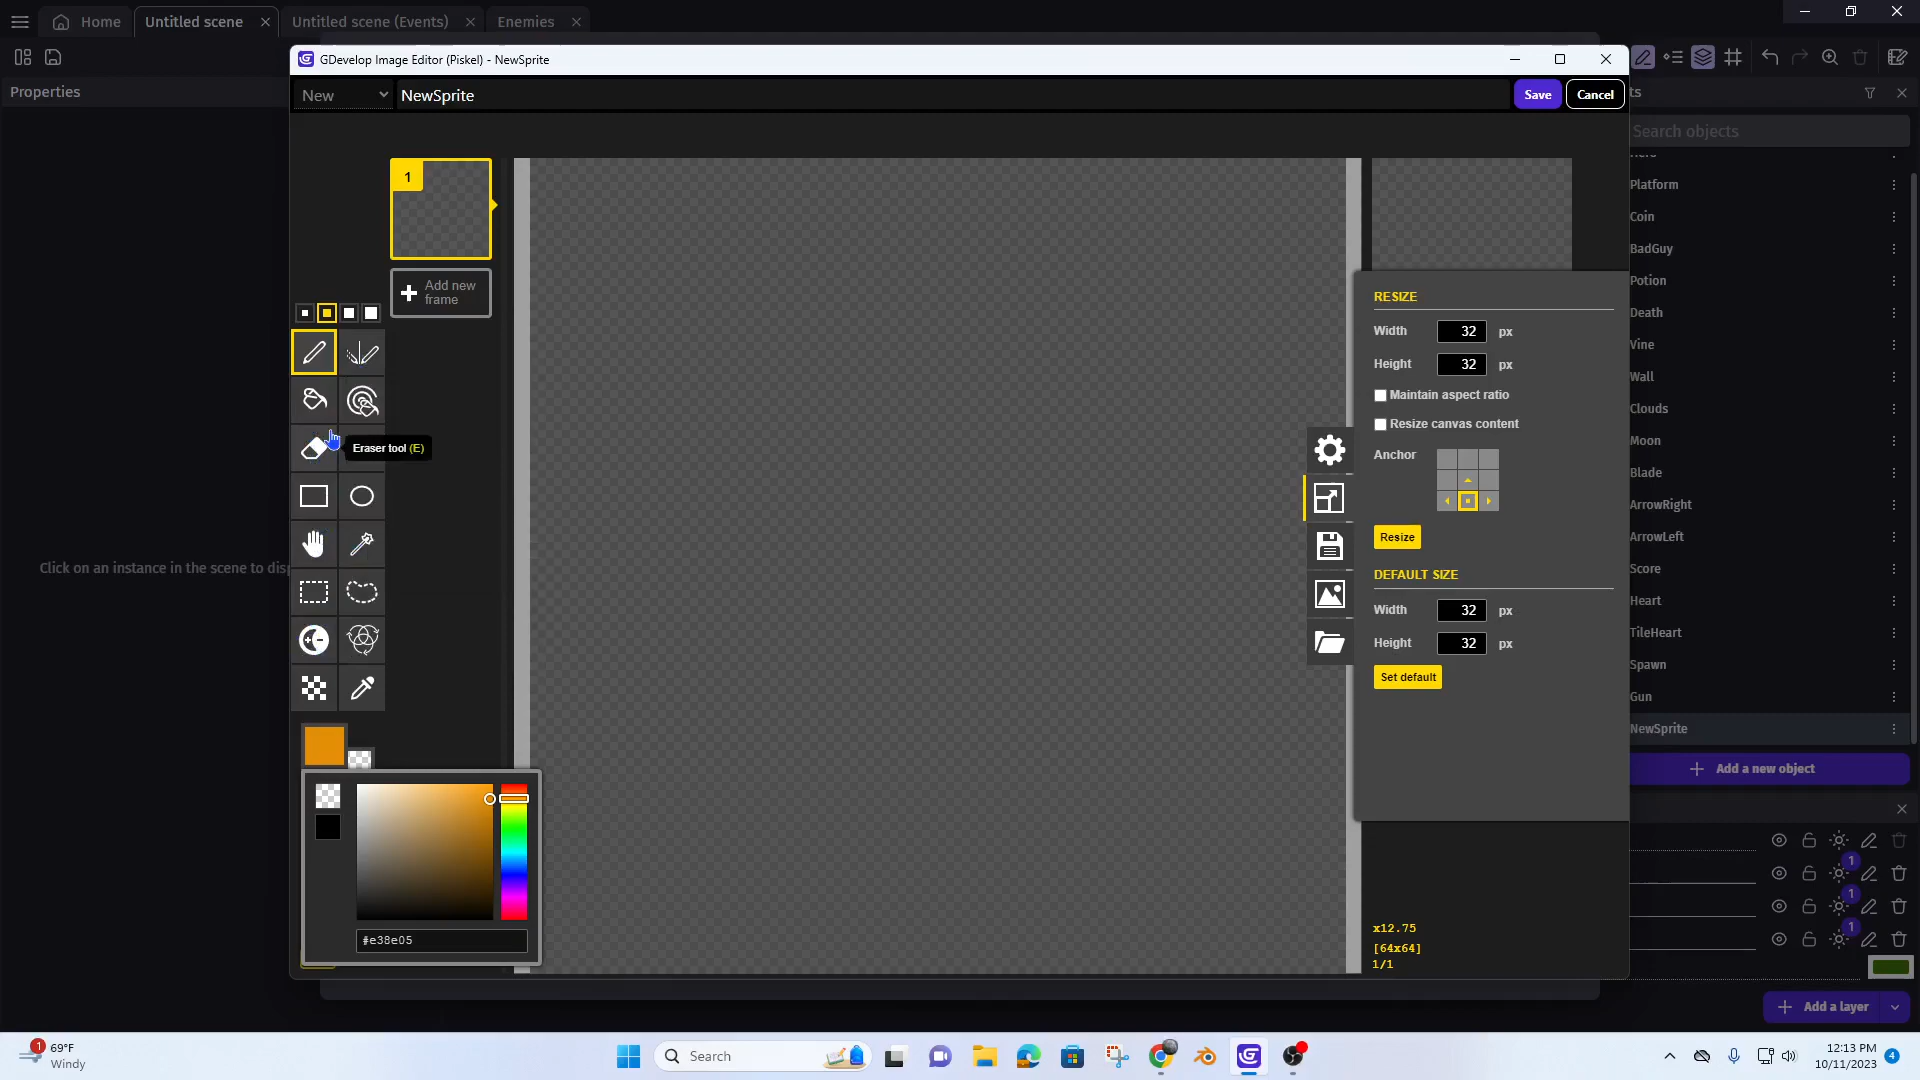 Home
Untitled scene
Untitled scene (Events)
Enemies
Properties
GDevelop Image Editor (Piskel) - NewSprite
New
NewSprite
Save
Cancel
Search objects
1
Add new
frame
Eraser tool (E)
RESIZE
Width 32 px
Height 32 px
Maintain aspect ratio
Resize canvas content
Anchor
Resize
DEFAULT SIZE
Width 32 px
Height 32 px
Set default
Platform
Coin
BadGuy
Potion
Death
Vine
Wall
Clouds
Moon
Blade
ArrowRight
ArrowLeft
Score
Heart
TileHeart
Spawn
Gun
NewSprite
Add a new object
Click on an instance in the scene to
#e38e05
x12.75
[64x64]
1/1
1
1
1
Add a layer
1
69°F
Windy
Search
12:13 PM
10/11/2023
4